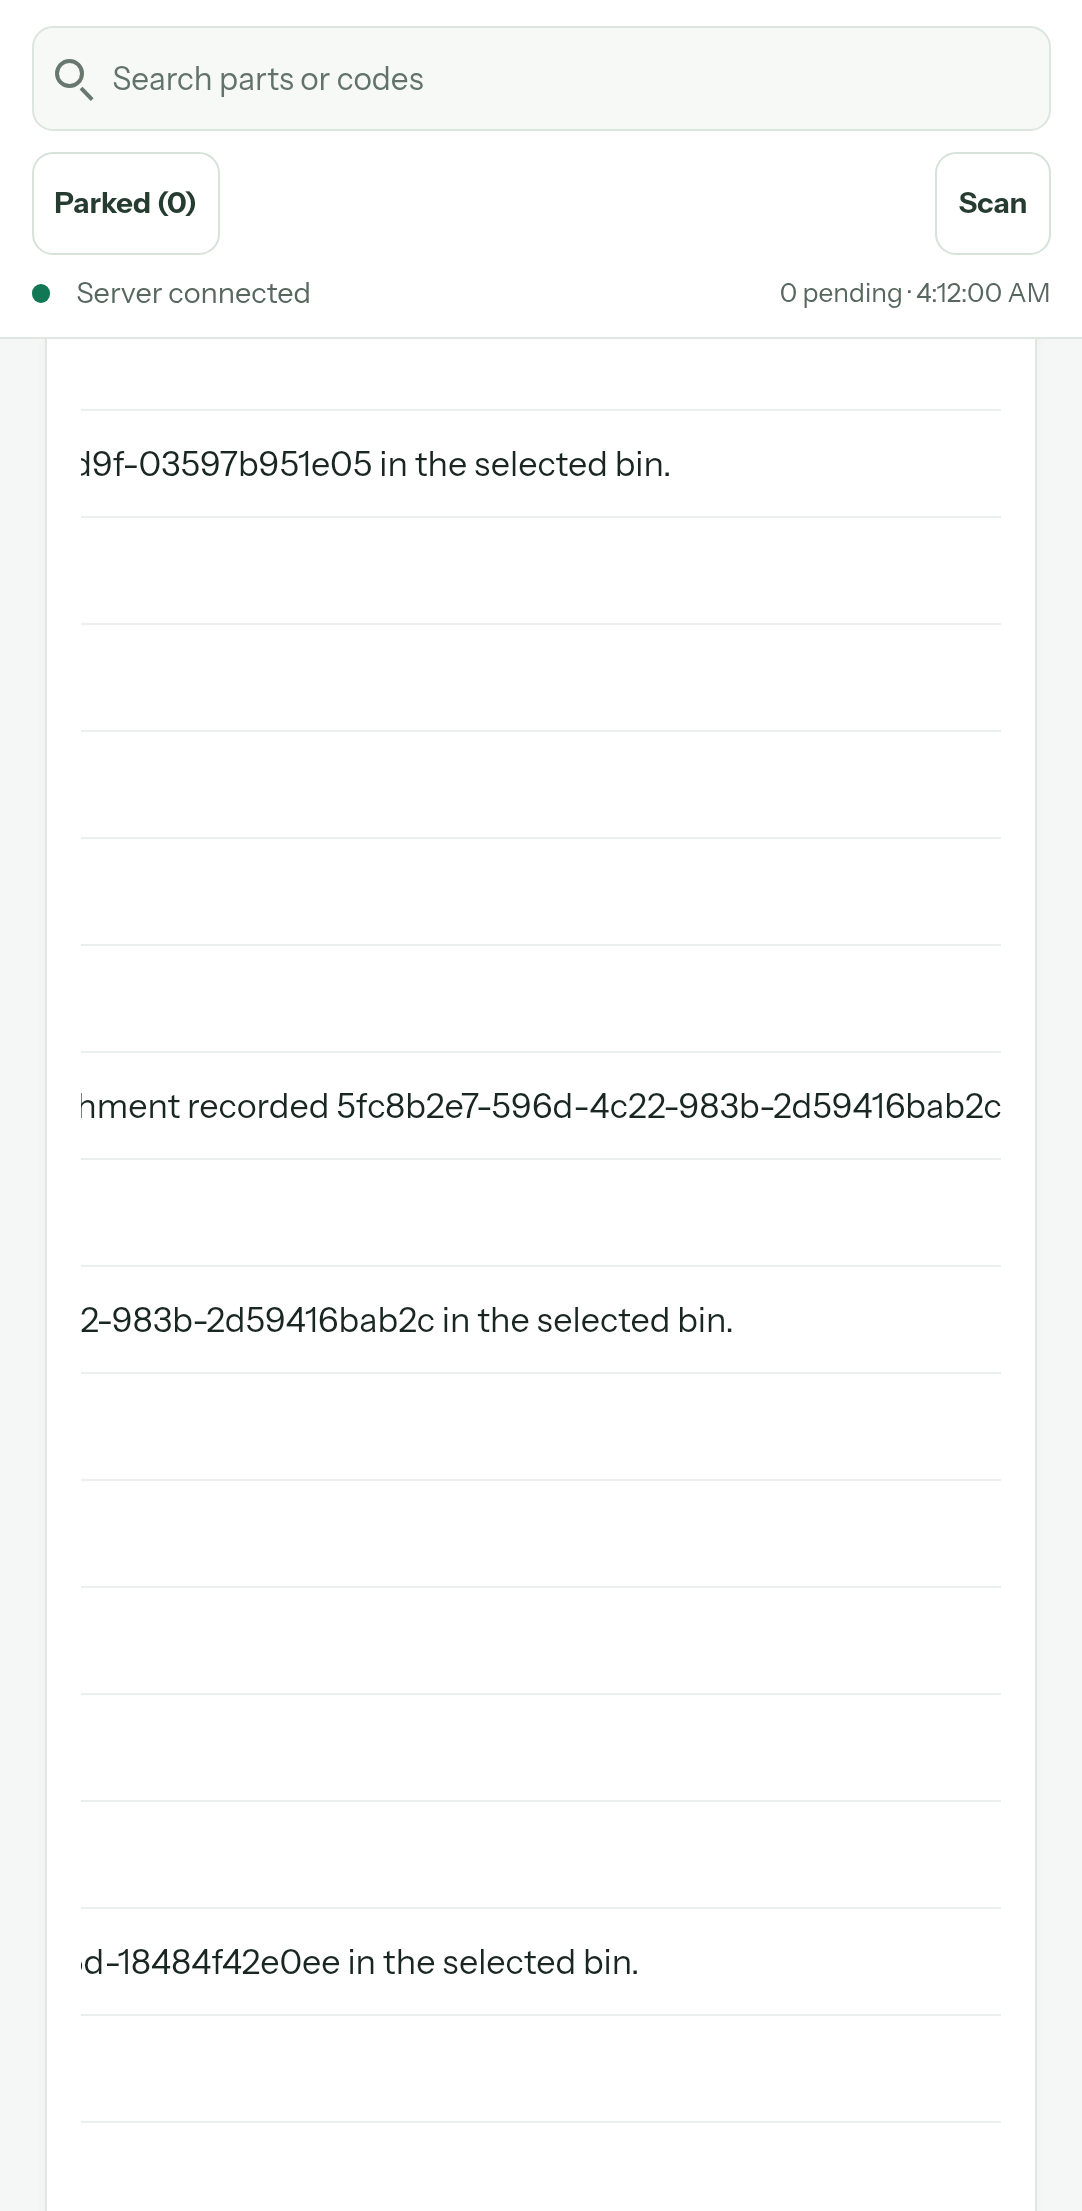 Search parts or codes
Parked (0)
Scan
Server connected
0 pending · 4:12:00 AM
d9f-03597b951e05 in the selected bin.
hment recorded 5fc8b2e7-596d-4c22-983b-2d59416bab2c
2-983b-2d59416bab2c in the selected bin.
d-18484f42e0ee in the selected bin.